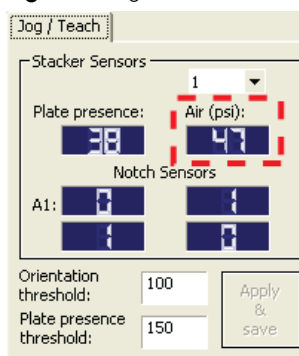 Jog / Teach
Stacker Sensors
1
Plate presence: Air (psi):
38 47
Notch Sensors
A1: 0 1
1 0
Orientation threshold: 100
Plate presence threshold: 150
Apply & save